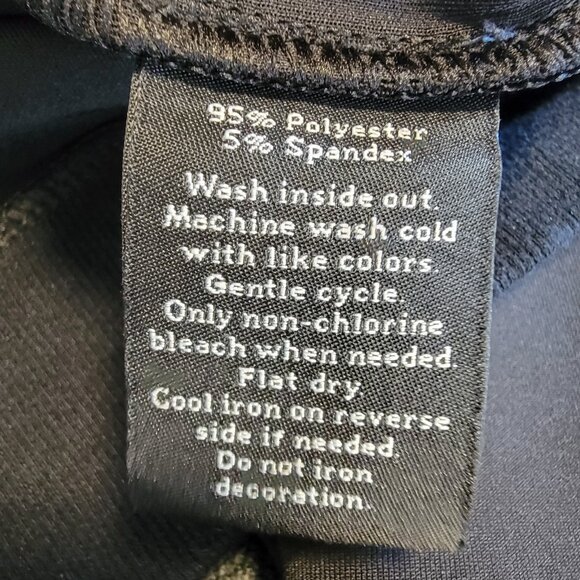 95% Polyester
5% Spandex
Wash inside out.
Machine wash cold
with like colors.
Gentle cycle.
Only non-chlorine
bleach when needed.
Flat dry.
Cool iron on reverse
side if needed.
Do not iron
decoration.